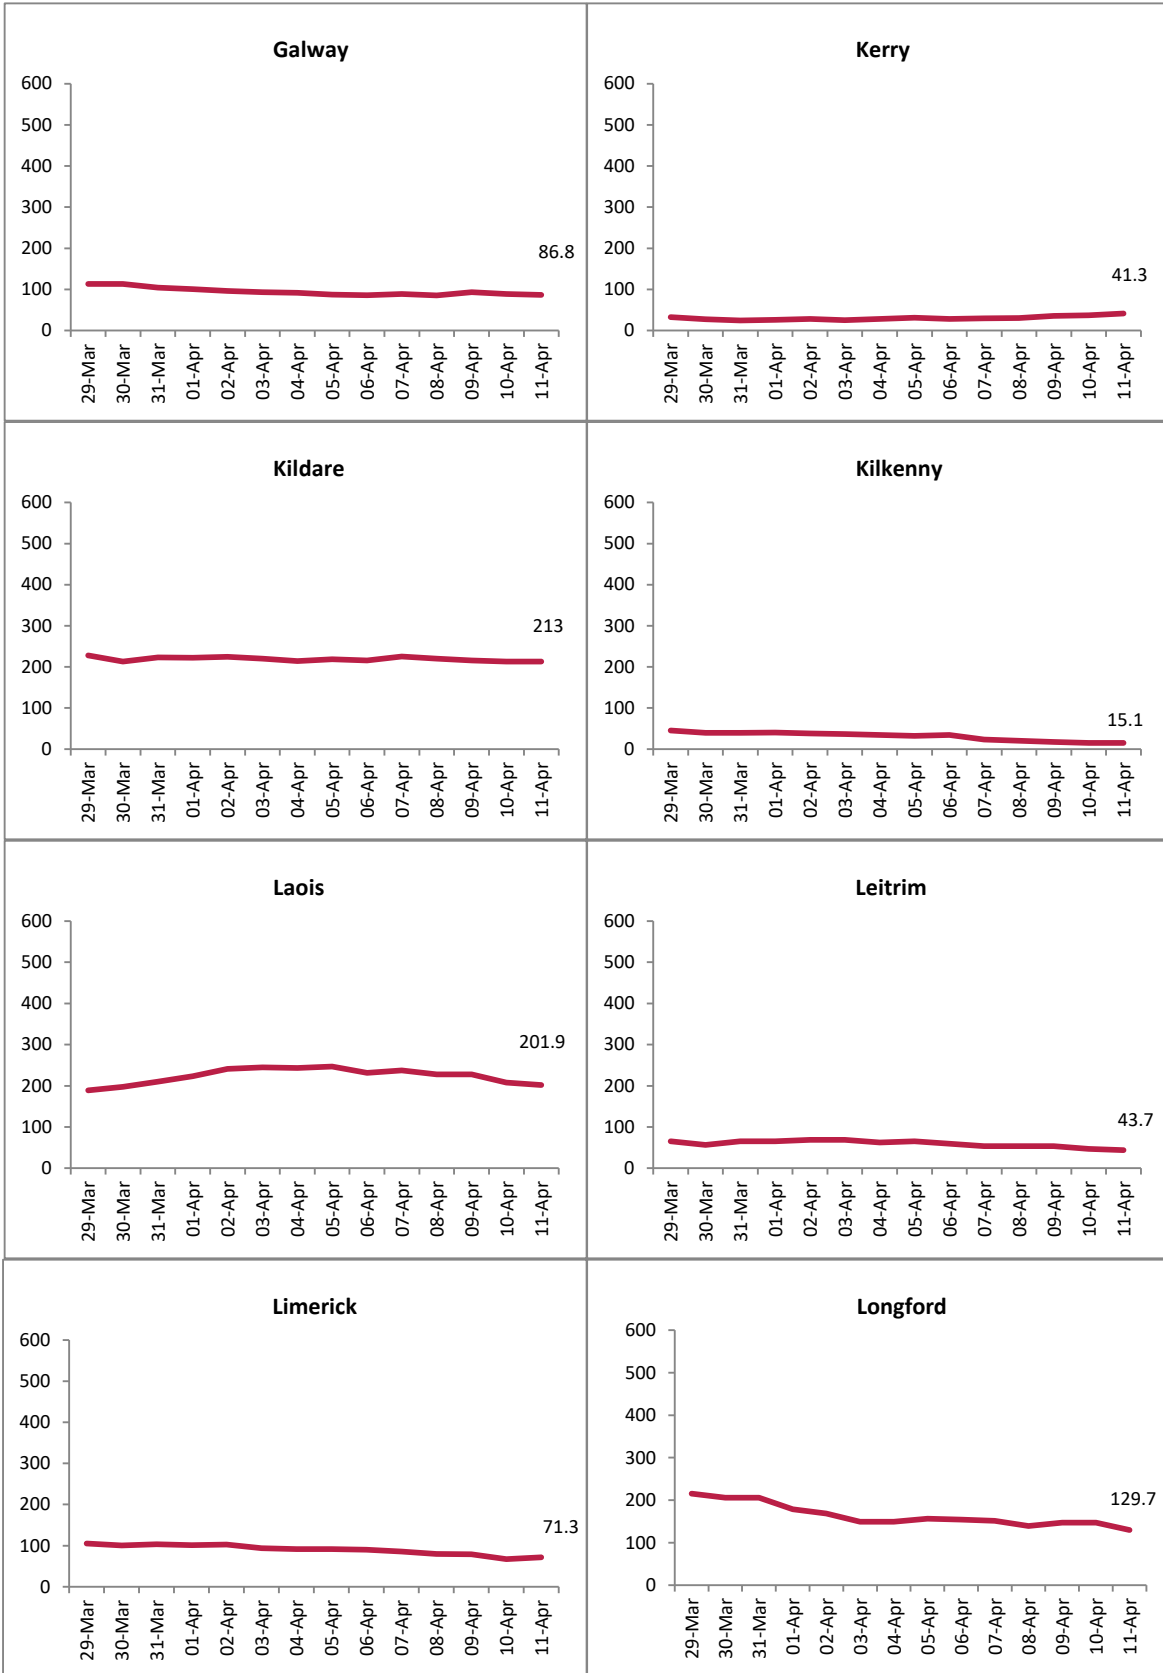 Galway
600
500
400
300
200
100
0
86.8
29-Mar
30-Mar
31-Mar
01-Apr
02-Apr
03-Apr
04-Apr
05-Apr
06-Apr
07-Apr
08-Apr
09-Apr
10-Apr
11-Apr
Kerry
600
500
400
300
200
100
0
41.3
29-Mar
30-Mar
31-Mar
01-Apr
02-Apr
03-Apr
04-Apr
05-Apr
06-Apr
07-Apr
08-Apr
09-Apr
10-Apr
11-Apr
Kildare
600
500
400
300
200
100
0
213
29-Mar
30-Mar
31-Mar
01-Apr
02-Apr
03-Apr
04-Apr
05-Apr
06-Apr
07-Apr
08-Apr
09-Apr
10-Apr
11-Apr
Kilkenny
600
500
400
300
200
100
0
15.1
29-Mar
30-Mar
31-Mar
01-Apr
02-Apr
03-Apr
04-Apr
05-Apr
06-Apr
07-Apr
08-Apr
09-Apr
10-Apr
11-Apr
Laois
600
500
400
300
200
100
0
201.9
29-Mar
30-Mar
31-Mar
01-Apr
02-Apr
03-Apr
04-Apr
05-Apr
06-Apr
07-Apr
08-Apr
09-Apr
10-Apr
11-Apr
Leitrim
600
500
400
300
200
100
0
43.7
29-Mar
30-Mar
31-Mar
01-Apr
02-Apr
03-Apr
04-Apr
05-Apr
06-Apr
07-Apr
08-Apr
09-Apr
10-Apr
11-Apr
Limerick
600
500
400
300
200
100
0
71.3
29-Mar
30-Mar
31-Mar
01-Apr
02-Apr
03-Apr
04-Apr
05-Apr
06-Apr
07-Apr
08-Apr
09-Apr
10-Apr
11-Apr
Longford
600
500
400
300
200
100
0
129.7
29-Mar
30-Mar
31-Mar
01-Apr
02-Apr
03-Apr
04-Apr
05-Apr
06-Apr
07-Apr
08-Apr
09-Apr
10-Apr
11-Apr